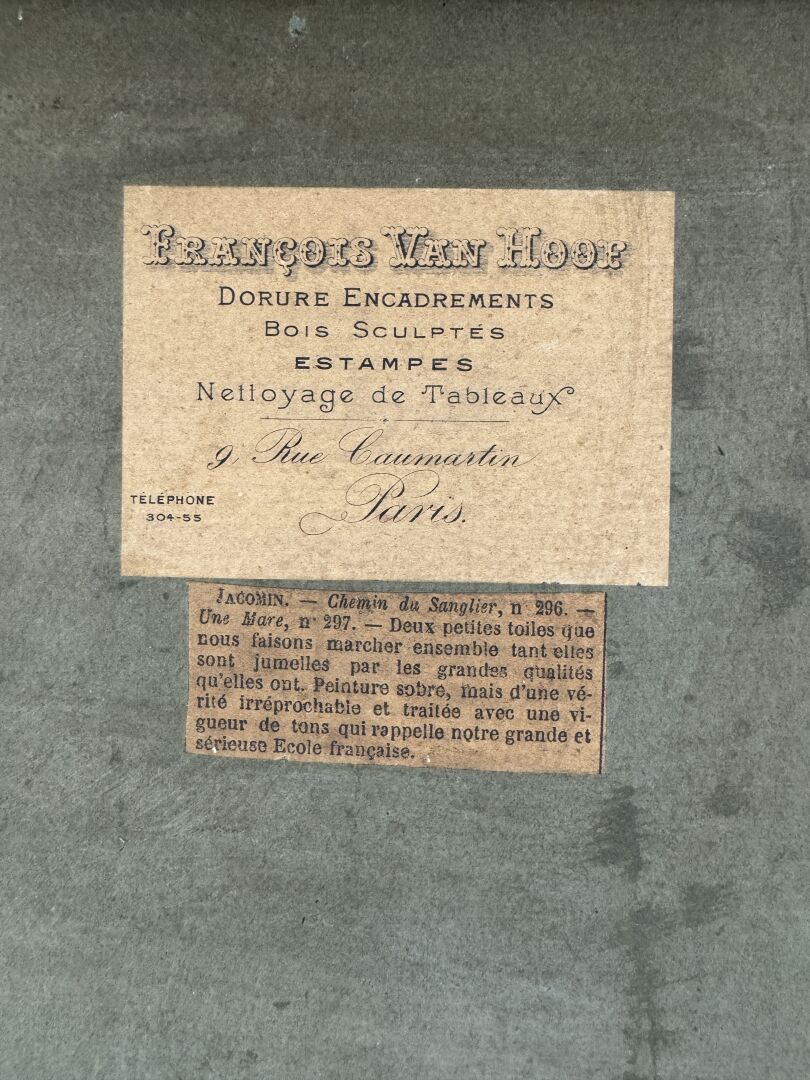 FRANÇOIS VAN HOOF
DORURE ENCADREMENTS
BOIS SCULPTÉS
ESTAMPES
Nettoyage de Tableaux
9, Rue Caumartin
Paris.
TÉLÉPHONE
304-55
JACOMIN. — Chemin du Sanglier, n° 296. —
Une Mare, n° 297. — Deux petites toiles que
nous faisons marcher ensemble tant elles
sont jumelles par les grandes qualités
qu'elles ont. Peinture sobre, mais d'une vé-
rité irréprochable et traitée avec une vi-
gueur de tons qui rappelle notre grande et
sérieuse Ecole française.